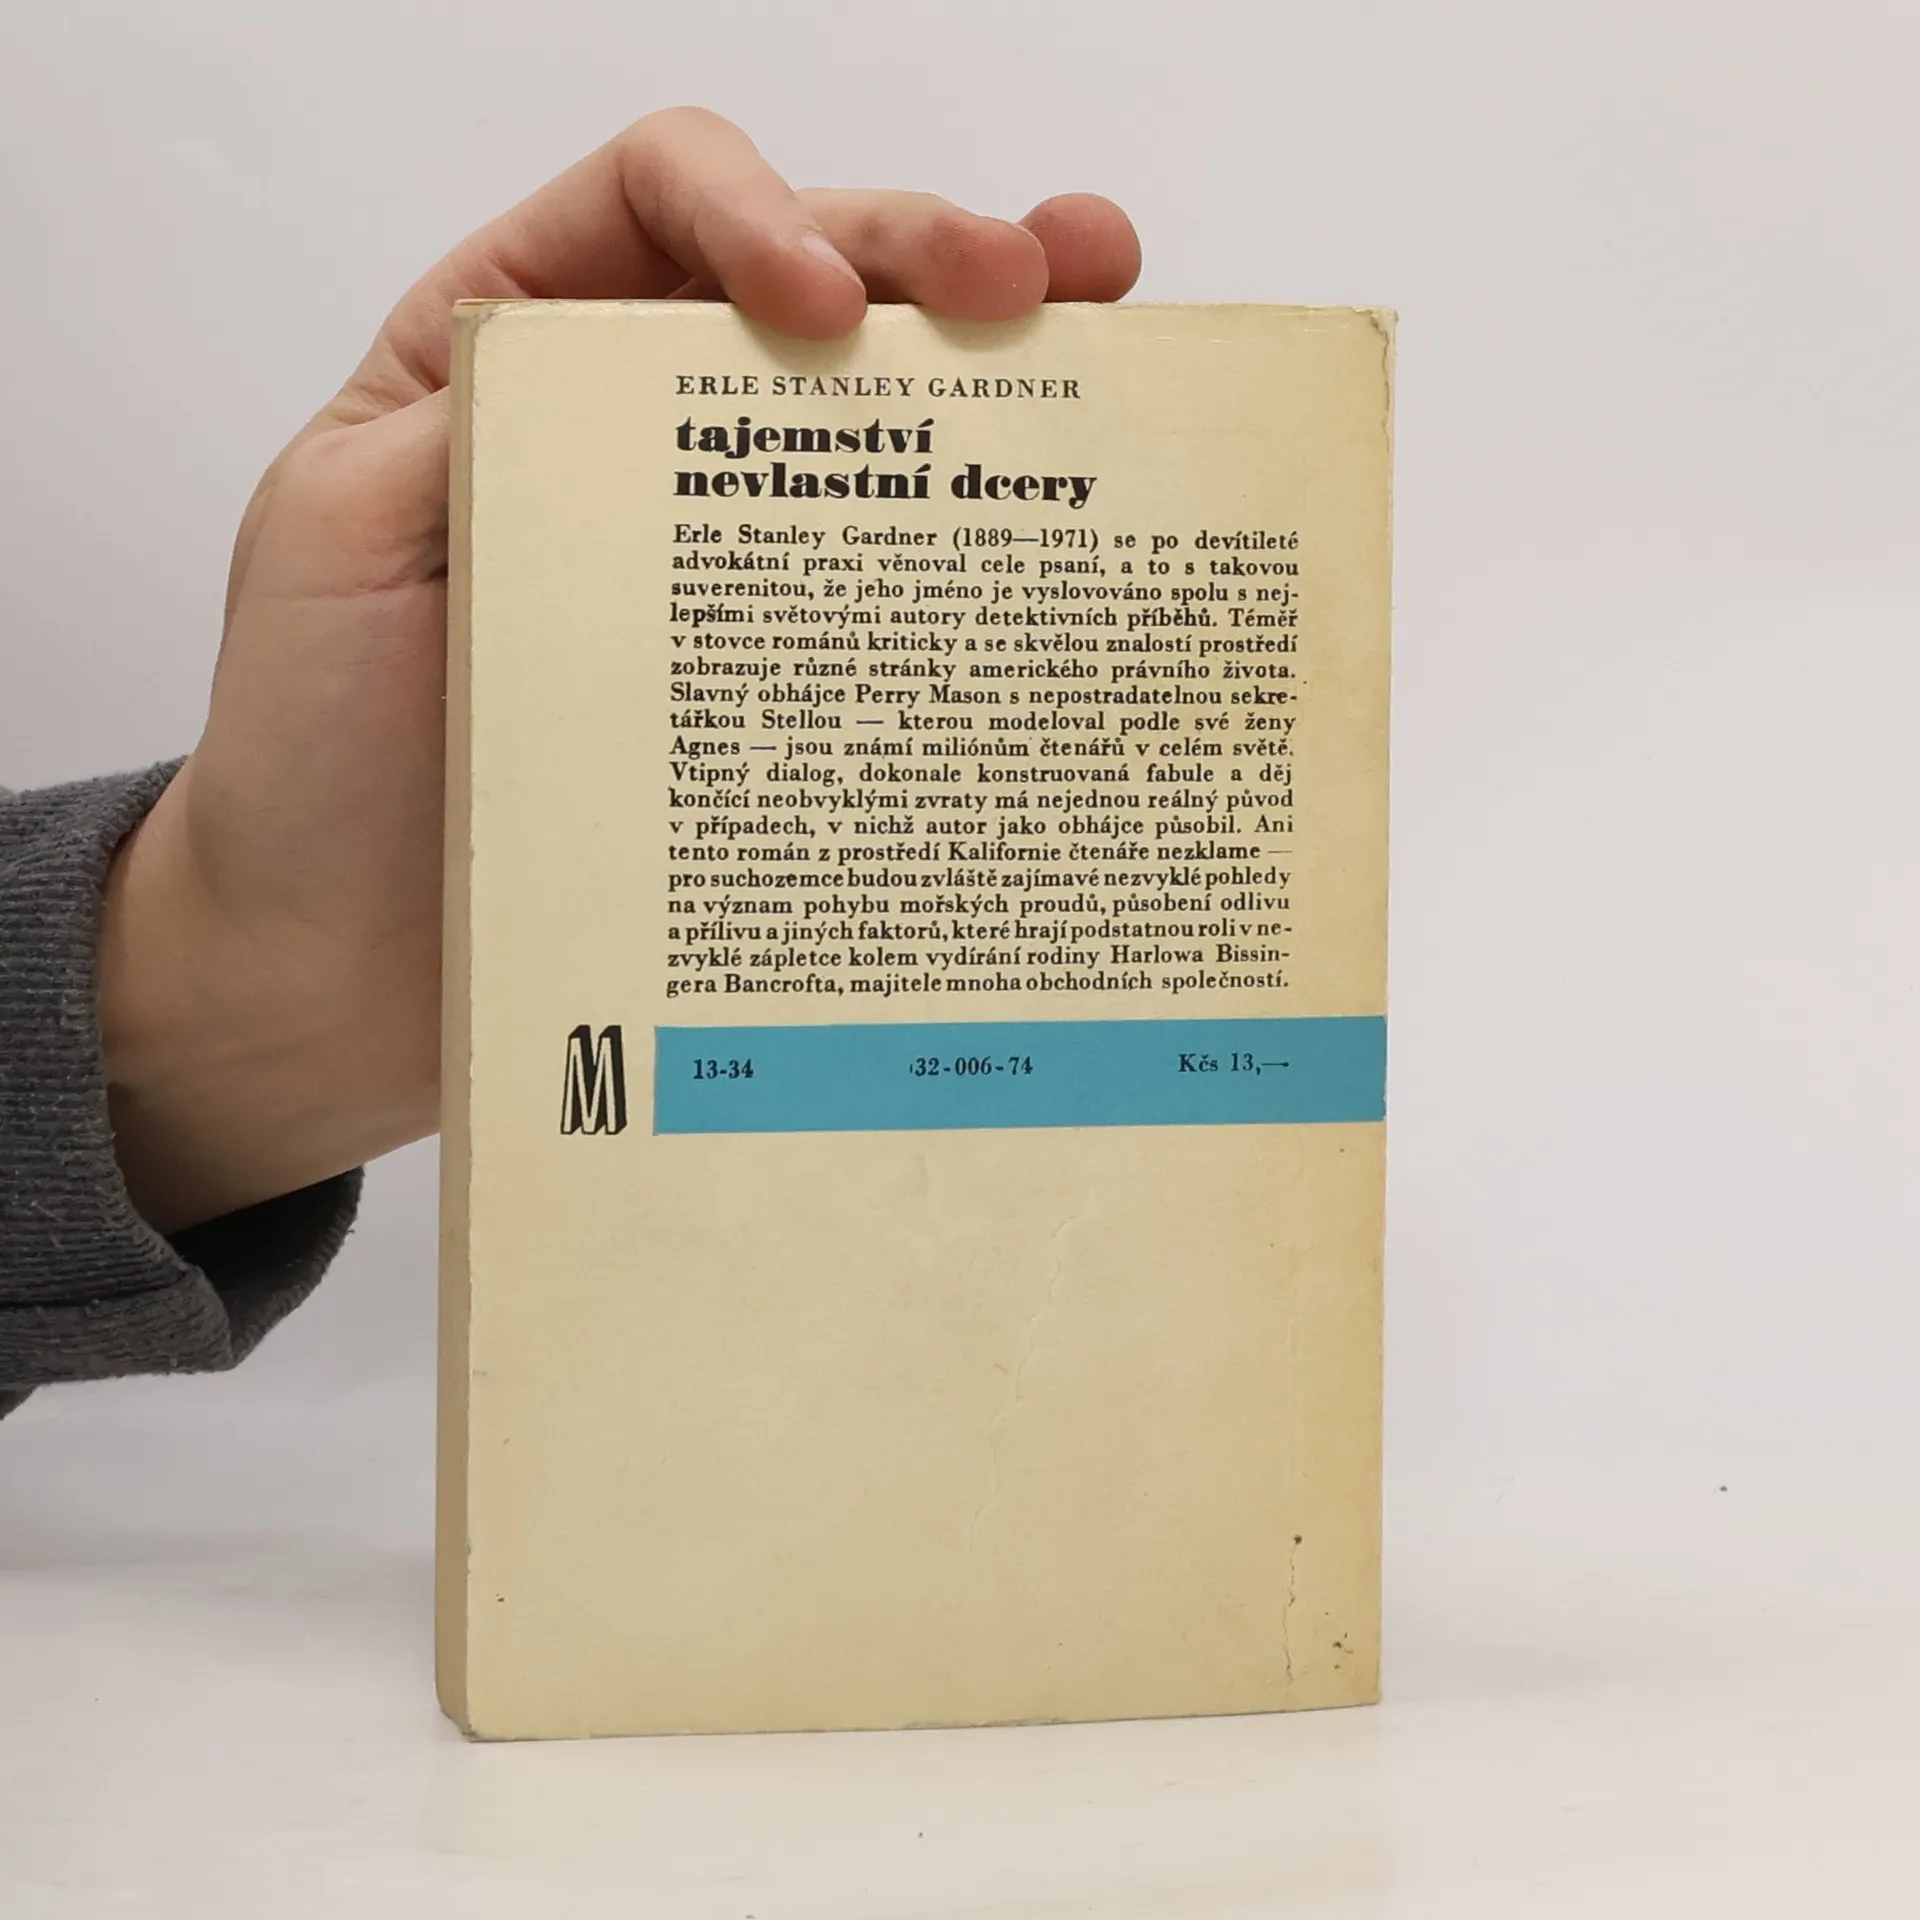 ERLE STANLEY GARDNER
tajemství
nevlastní dcery
Erle Stanley Gardner (1889—1971) se po devítileté
advokátní praxi věnoval cele psaní, a to s takovou
suverenitou, že jeho jméno je vyslovováno spolu s nej-
lepšími světovými autory detektivních příběhů. Téměř
v stovce románů kriticky a se skvělou znalostí prostředí
zobrazuje různé stránky amerického právního života.
Slavný obhájce Perry Mason s nepostradatelnou sekre-
tářkou Stellou — kterou modeloval podle své ženy
Agnes — jsou známí miliónům čtenářů v celém světě.
Vtipný dialog, dokonale konstruovaná fabule a děj
končící neobvyklými zvraty má nejednou reálný původ
v případech, v nichž autor jako obhájce působil. Ani
tento román z prostředí Kalifornie čtenáře nezklame —
pro suchozemce budou zvláště zajímavé nezvyklé pohledy
na význam pohybu mořských proudů, působení odlivu
a přílivu a jiných faktorů, které hrají podstatnou roli v ne-
zvyklé zápletce kolem vydírání rodiny Harlowa Bissin-
gera Bancrofta, majitele mnoha obchodních společností.
M
13-34 32-006-74 Kčs 13,—